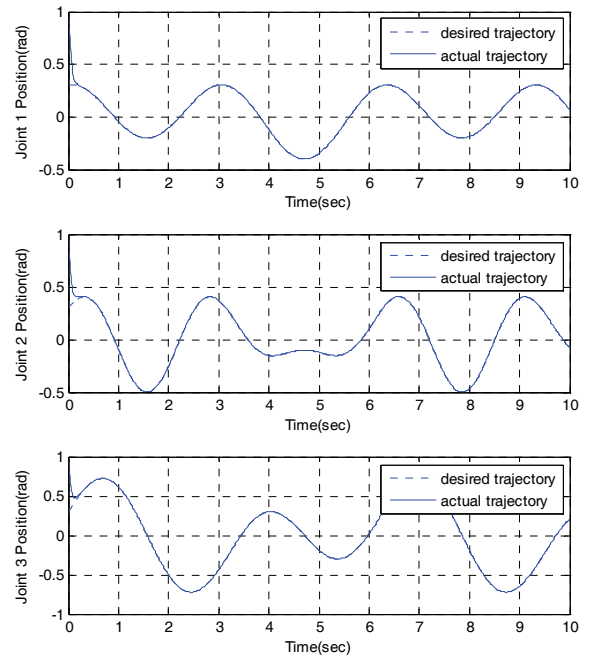 1
0.5
0
-0.5
Joint 1 Position(rad)
desired trajectory
actual trajectory
0 1 2 3 4 5 6 7 8 9 10
Time(sec)
1
0.5
0
-0.5
Joint 2 Position(rad)
desired trajectory
actual trajectory
0 1 2 3 4 5 6 7 8 9 10
Time(sec)
1
0.5
0
-0.5
-1
Joint 3 Position(rad)
desired trajectory
actual trajectory
0 1 2 3 4 5 6 7 8 9 10
Time(sec)